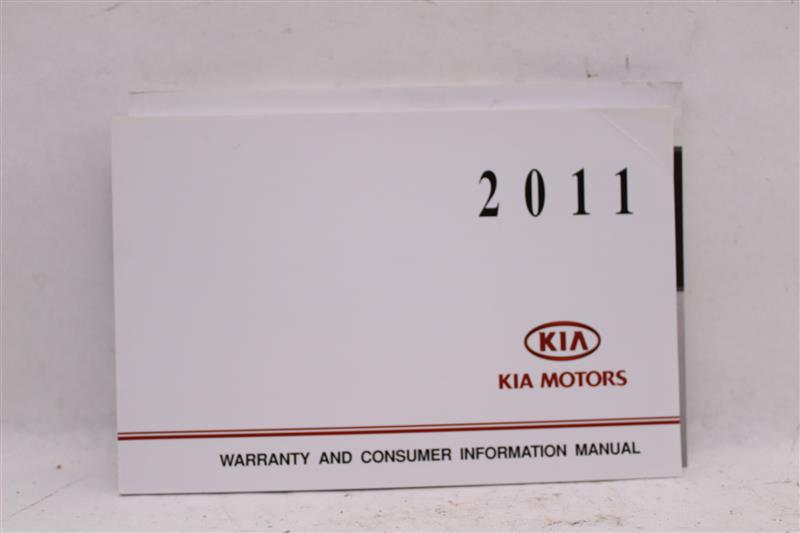 2011
KIA
KIA MOTORS
WARRANTY AND CONSUMER INFORMATION MANUAL